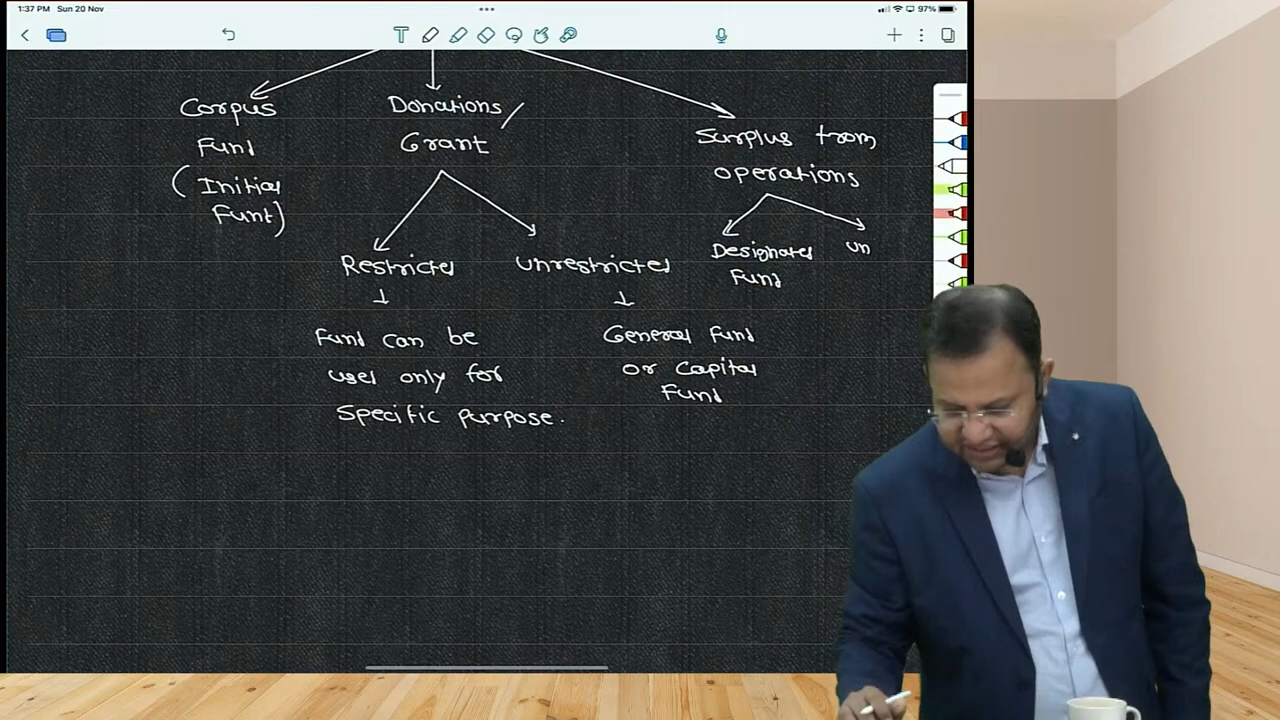 1:37 PM Sun 20 Nov
97%
Corpus
Fund
(Initial
Funt)
Donations/
Grant
Surplus from
operations
Restricted
unrestricted
Designated
Fund
un
Fund can be
used only for
Specific purpose.
General Fund
or Capital
Fund